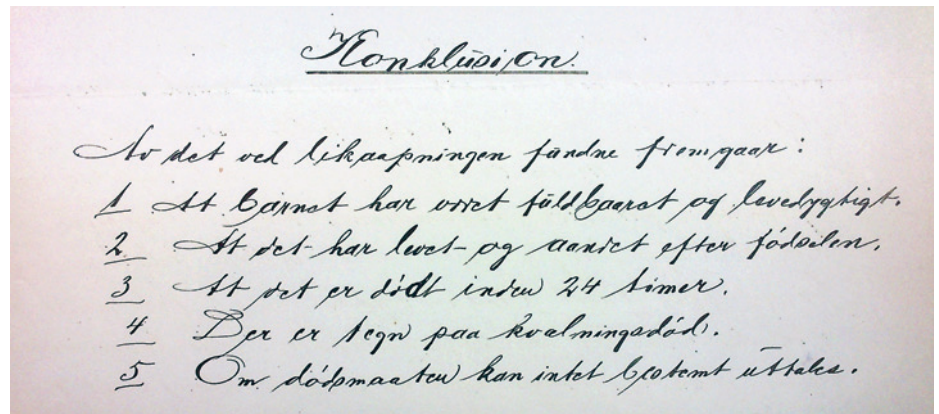 Konklusion.
Av det ved likaapningen fundne fremgaar:
1 At barnet har været fuldbaaret og levedygtigt.
2 At det har levet og aandet efter fødselen.
3 At det er dødt inden 24 timer.
4 Der er tegn paa kvælningsdød.
5 Om dødsmaaten kan intet bestemt uttales.